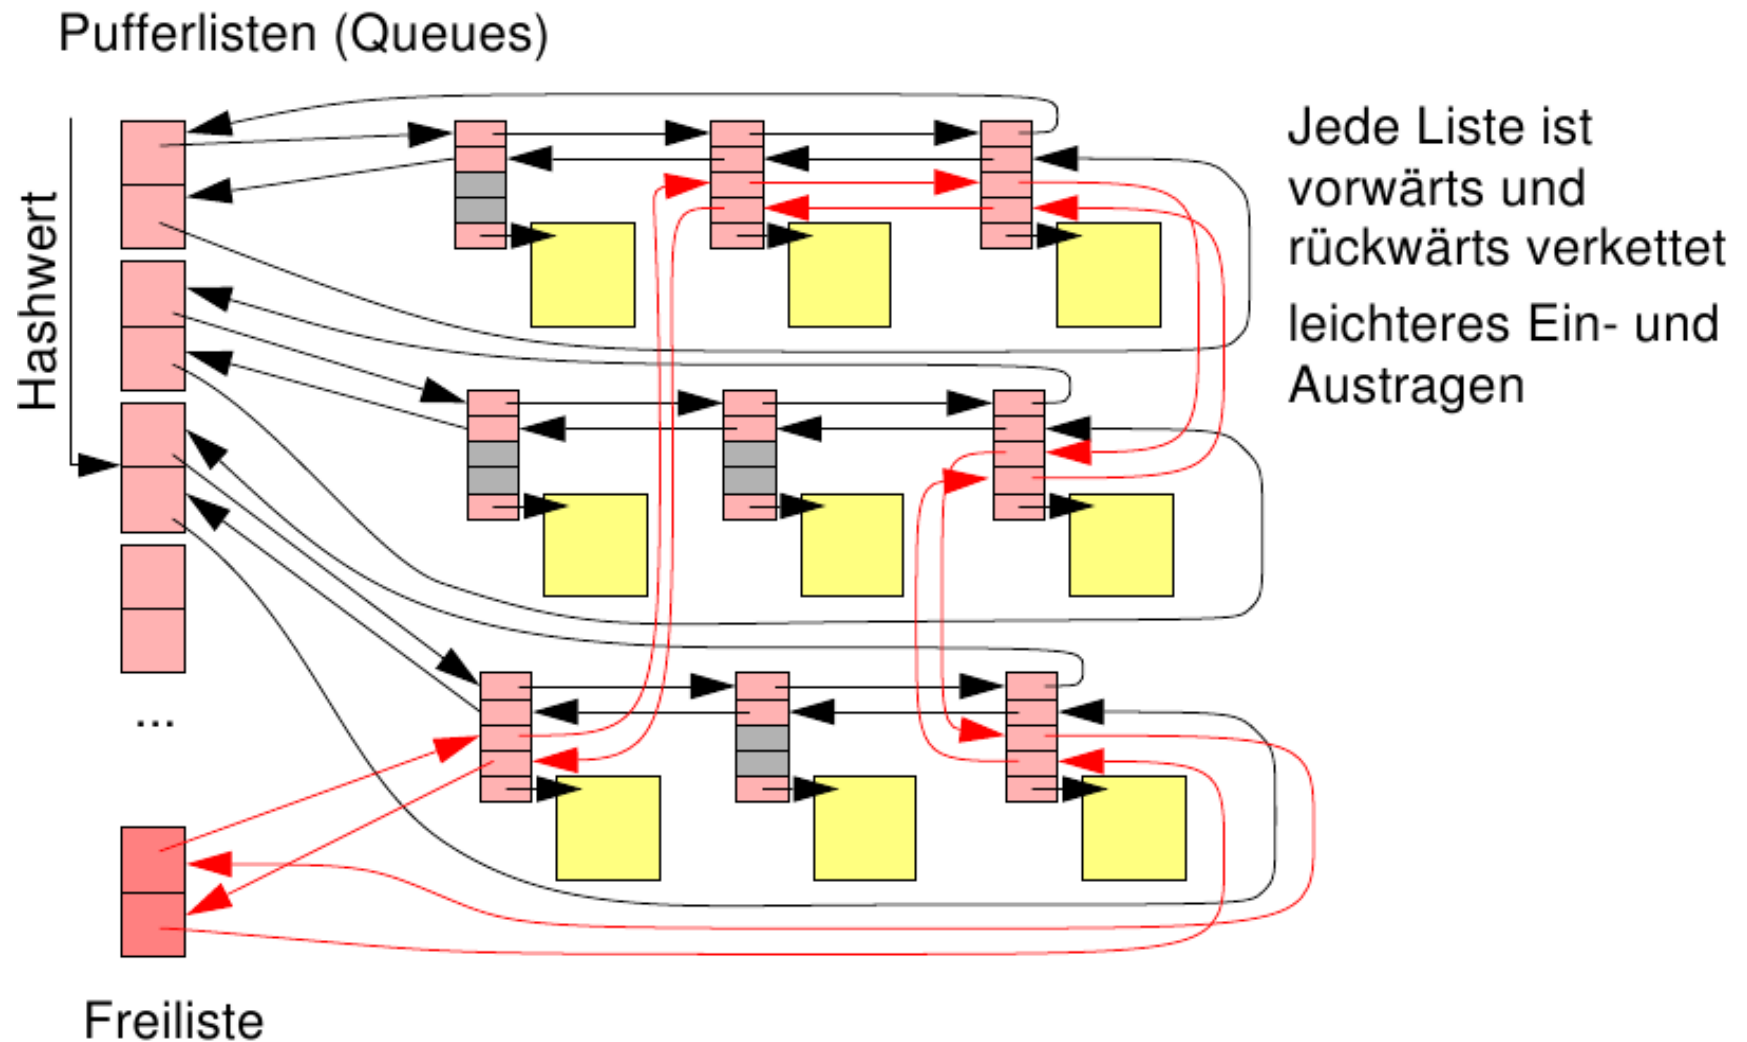 Pufferlisten (Queues)
Hashwert
Jede Liste ist
vorwärts und
rückwärts verkettet
leichteres Ein- und
Austragen
...
Freiliste